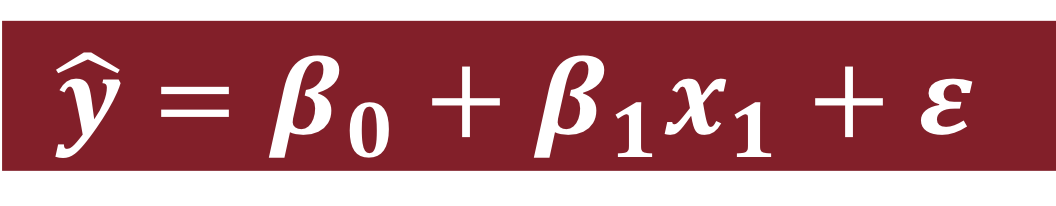 ŷ = β₀ + β₁x₁ + ε